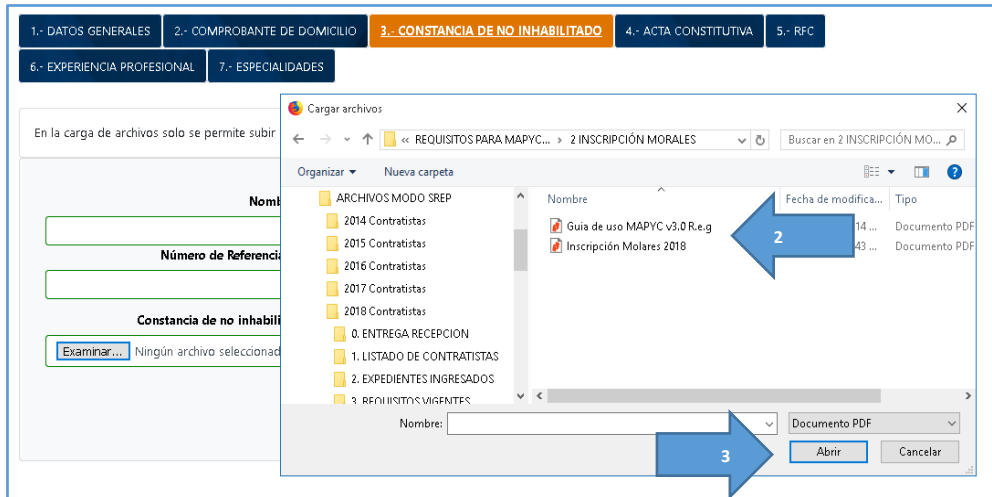 1.- DATOS GENERALES 2.- COMPROBANTE DE DOMICILIO 3.- CONSTANCIA DE NO INHABILITADO 4.- ACTA CONSTITUTIVA 5.- RFC
6.- EXPERIENCIA PROFESIONAL 7.- ESPECIALIDADES
En la carga de archivos solo se permite subir
Nomb
Número de Referencia
Constancia de no inhabili
Examinar... Ningún archivo seleccionad
Cargar archivos
« REQUISITOS PARA MAPYC... › 2 INSCRIPCIÓN MORALES
Buscar en 2 INSCRIPCIÓN MO...
Organizar Nueva carpeta
ARCHIVOS MODO SREP
2014 Contratistas
2015 Contratistas
2016 Contratistas
2017 Contratistas
2018 Contratistas
0. ENTREGA RECEPCION
1. LISTADO DE CONTRATISTAS
2. EXPEDIENTES INGRESADOS
3. REQUISITOS VIGENTES
Nombre Fecha de modifica... Tipo
Guia de uso MAPYC v3.0 R.e.g 14 ... Documento PDF
Inscripción Molares 2018 43 ... Documento PDF
2
Nombre: Documento PDF
3
Abrir Cancelar